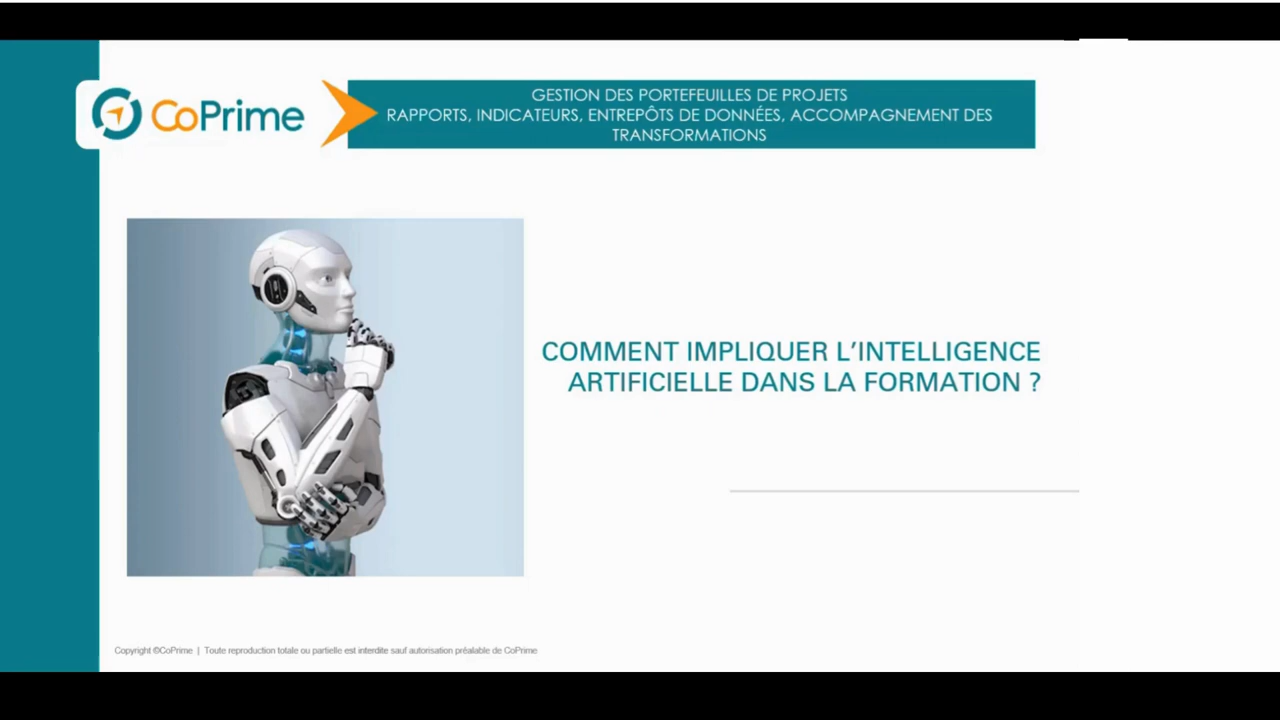 CoPrime
GESTION DES PORTEFEUILLES DE PROJETS
RAPPORTS, INDICATEURS, ENTREPÔTS DE DONNÉES, ACCOMPAGNEMENT DES
TRANSFORMATIONS
COMMENT IMPLIQUER L’INTELLIGENCE
ARTIFICIELLE DANS LA FORMATION ?
Copyright ©CoPrime | Toute reproduction totale ou partielle est interdite sauf autorisation préalable de CoPrime